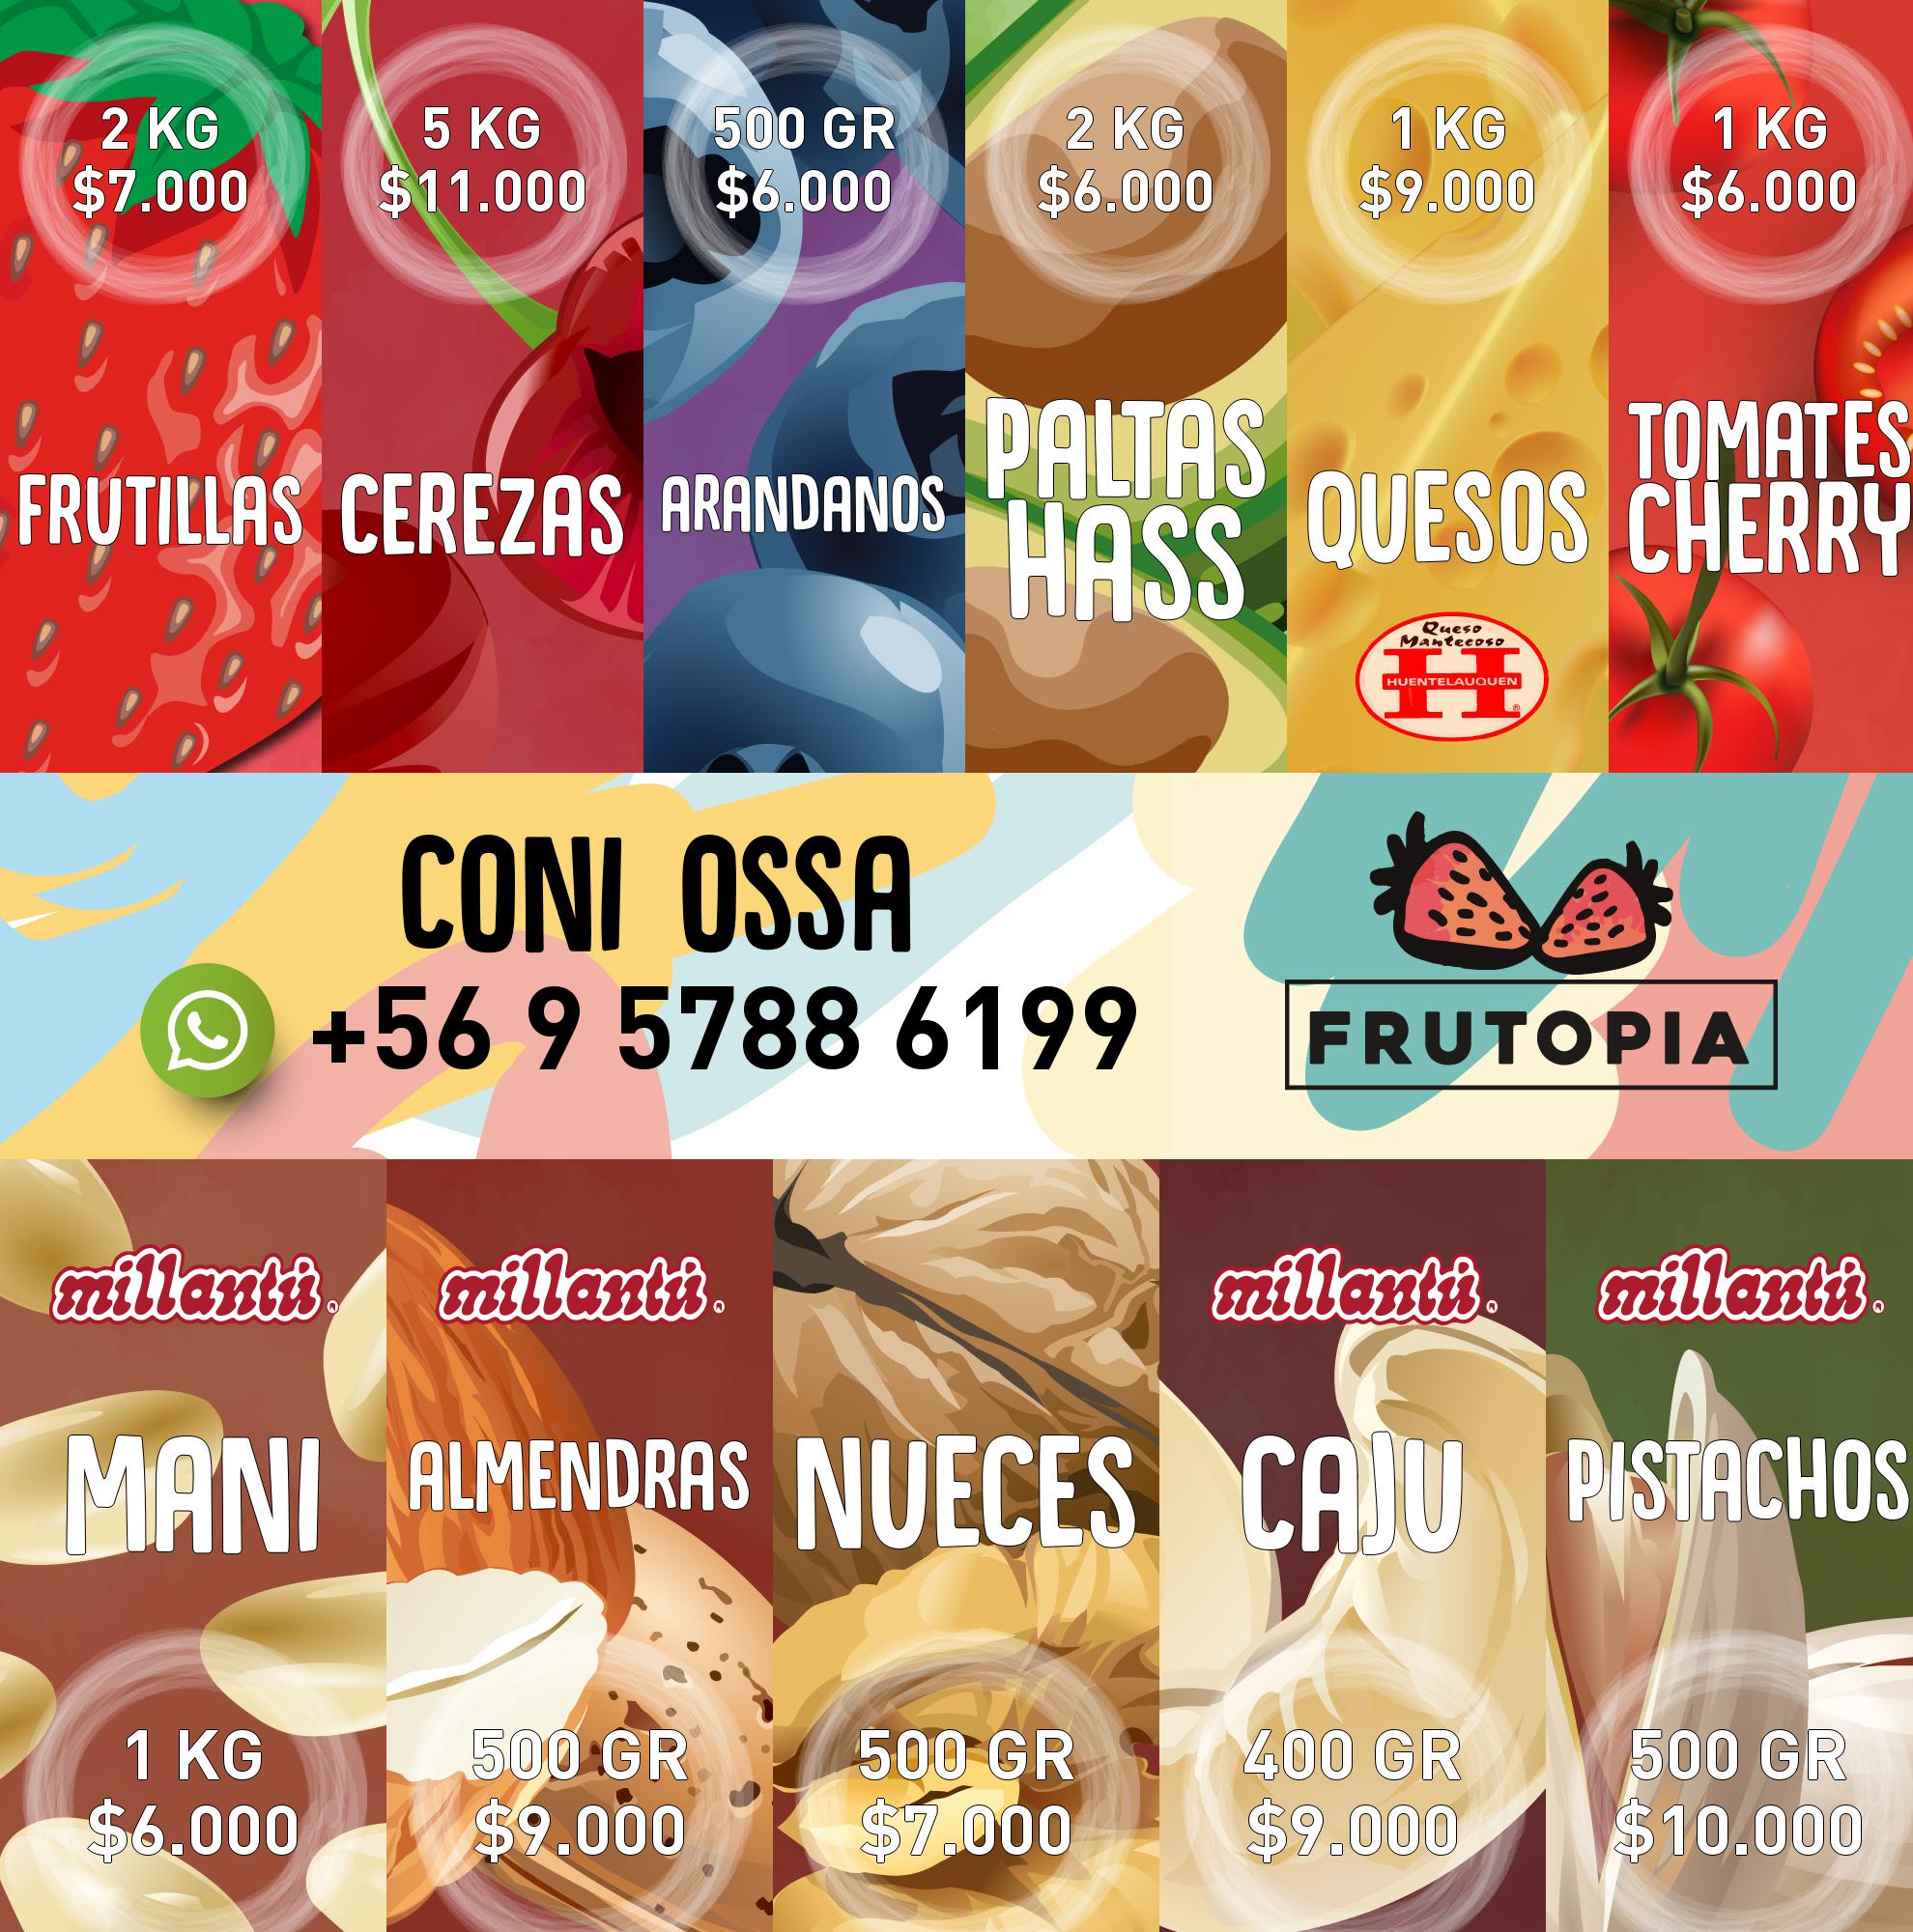 2 KG
$7.000
FRUTILLAS
5 KG
$11.000
CEREZAS
500 GR
$6.000
ARANDANOS
2 KG
$6.000
PALTAS
HASS
1 KG
$9.000
QUESOS
Queso
Mantecoso
H
HUENTELAUQUEN
®
1 KG
$6.000
TOMATES
CHERRY
CONI OSSA
+56 9 5788 6199
FRUTOPIA
millantú®
MANI
1 KG
$6.000
millantú®
ALMENDRAS
500 GR
$9.000
NUECES
500 GR
$7.000
millantú®
CAJU
400 GR
$9.000
millantú®
PISTACHOS
500 GR
$10.000